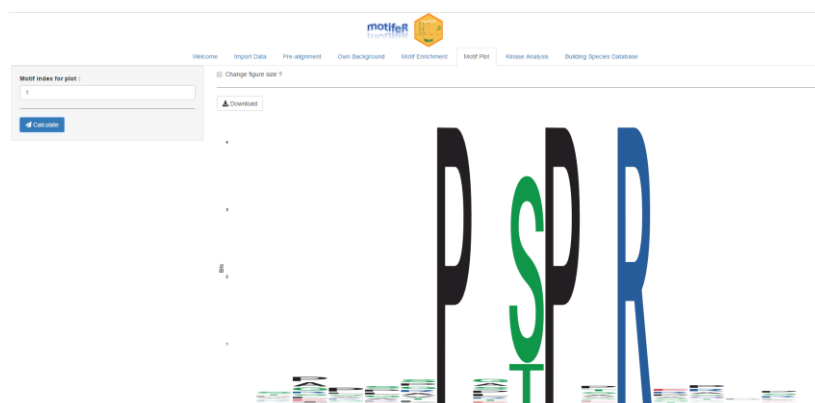 motifeR
Welcome Import Data Pre-alignment Own Background Motif Enrichment Motif Plot Kinase Analysis Building Species Database
Motif index for plot :
1
Calculate
Change figure size ?
Download
4
3
2
1
Bits
P S P R
T